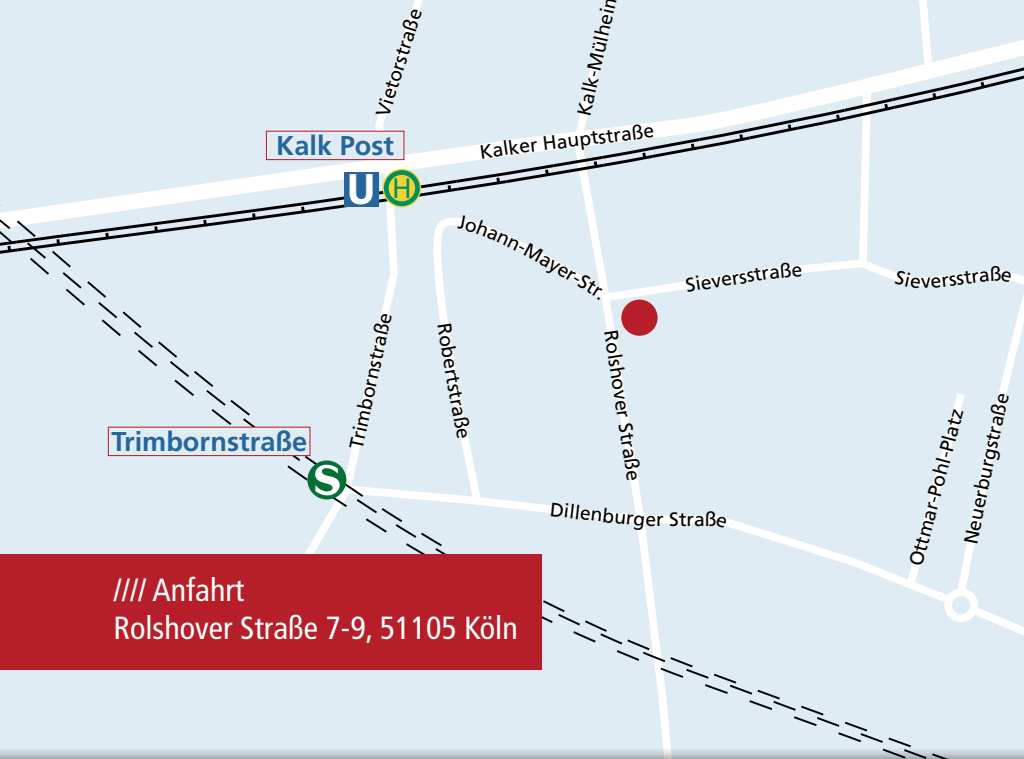 Vietorstraße
Kalk-Mülhein
Kalk Post
Kalker Hauptstraße
U
H
Johann-Mayer-Str.
Sieversstraße
Sieversstraße
Trimbornstraße
Robertstraße
Rolshover Straße
Trimbornstraße
S
Dillenburger Straße
Ottmar-Pohl-Platz
Neuerburgstraße
//// Anfahrt
Rolshover Straße 7-9, 51105 Köln